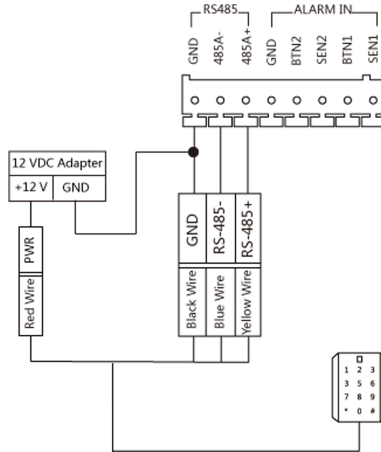 RS485 ALARM IN
GND
485A-
485A+
GND
BTN2
SEN2
BTN1
SEN1
12 VDC Adapter
+12 V GND
PWR
Red Wire
GND
RS-485-
RS-485+
Black Wire
Blue Wire
Yellow Wire
1 2 3
3 5 6
7 8 9
* 0 #